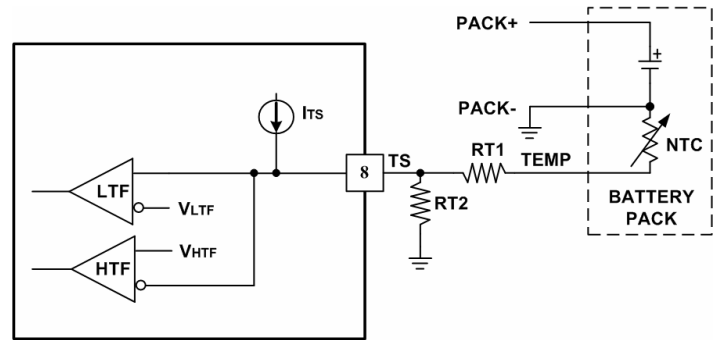 PACK+
ITS
PACK-
NTC
RT1
TEMP
TS
8
LTF
VLTF
RT2
BATTERY
PACK
VHTF
HTF
+